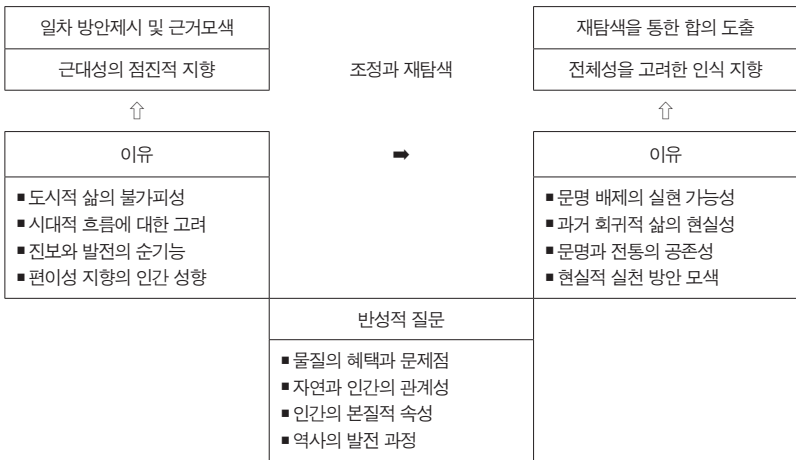 일차 방안제시 및 근거모색
근대성의 점진적 지향
⇧
이유
■ 도시적 삶의 불가피성
■ 시대적 흐름에 대한 고려
■ 진보와 발전의 순기능
■ 편이성 지향의 인간 성향
조정과 재탐색
➡
반성적 질문
■ 물질의 혜택과 문제점
■ 자연과 인간의 관계성
■ 인간의 본질적 속성
■ 역사의 발전 과정
재탐색을 통한 합의 도출
전체성을 고려한 인식 지향
⇧
이유
■ 문명 배제의 실현 가능성
■ 과거 회귀적 삶의 현실성
■ 문명과 전통의 공존성
■ 현실적 실천 방안 모색